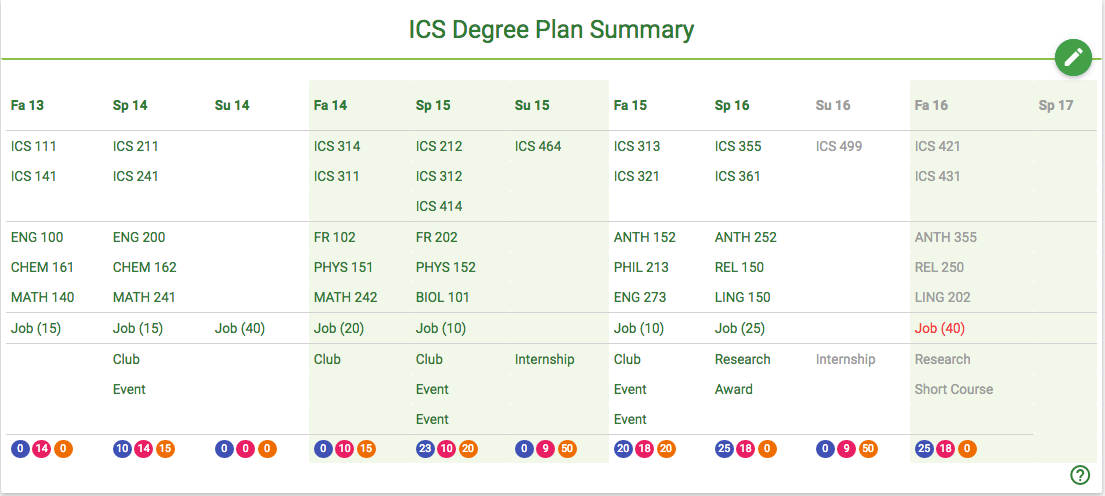 ICS Degree Plan Summary
Fa 13 Sp 14 Su 14 Fa 14 Sp 15 Su 15 Fa 15 Sp 16 Su 16 Fa 16 Sp 17
ICS 111 ICS 211 ICS 314 ICS 212 ICS 464 ICS 313 ICS 355 ICS 499 ICS 421
ICS 141 ICS 241 ICS 311 ICS 312 ICS 321 ICS 361 ICS 431
ICS 414
ENG 100 ENG 200 FR 102 FR 202 ANTH 152 ANTH 252 ANTH 355
CHEM 161 CHEM 162 PHYS 151 PHYS 152 PHIL 213 REL 150 REL 250
MATH 140 MATH 241 MATH 242 BIOL 101 ENG 273 LING 150 LING 202
Job (15) Job (15) Job (40) Job (20) Job (10) Job (10) Job (25) Job (40)
Club Club Club Internship Club Research Internship Research
Event Event Event Award Short Course
Event Event
0 14 0 10 14 15 0 0 0 0 10 15 23 10 20 0 9 50 20 18 20 25 18 0 0 9 50 25 18 0
?